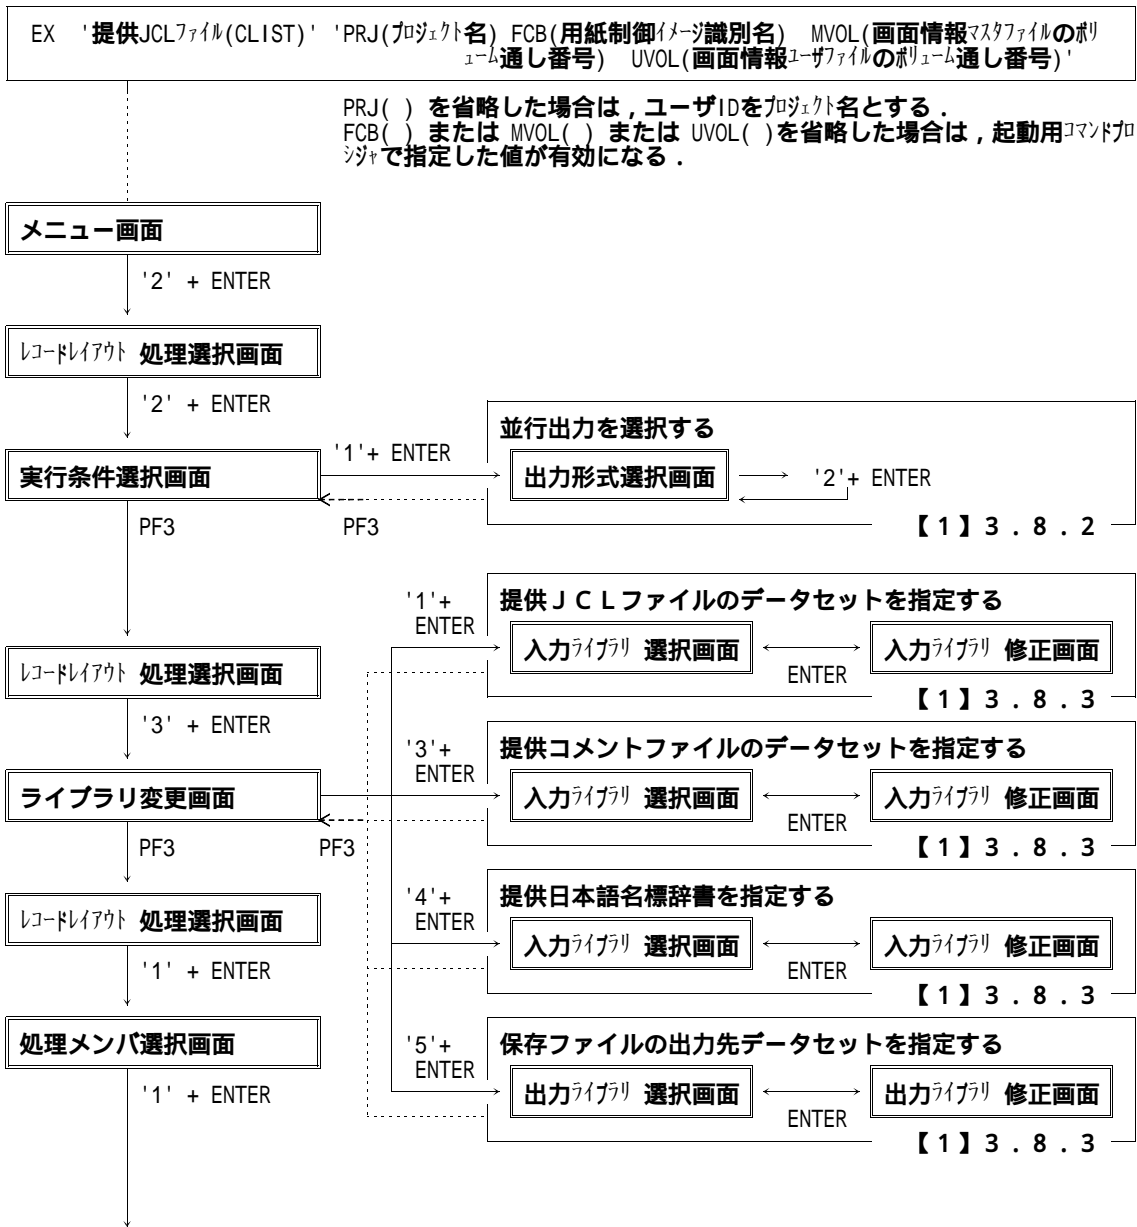 EX '提供JCLﾌｧｲﾙ(CLIST)' 'PRJ(ﾌﾟﾛｼﾞｪｸﾄ名) FCB(用紙制御ｲﾒｰｼﾞ識別名) MVOL(画面情報ﾏｽﾀﾌｧｲﾙのﾎﾞﾘ
ｭｰﾑ通し番号) UVOL(画面情報ﾕｰｻﾞﾌｧｲﾙのﾎﾞﾘｭｰﾑ通し番号)'
PRJ( ) を省略した場合は，ユーザIDをﾌﾟﾛｼﾞｪｸﾄ名とする．
FCB( ) または MVOL( ) または UVOL( )を省略した場合は，起動用ｺﾏﾝﾄﾞﾌﾟﾛ
ｼｼﾞｬで指定した値が有効になる．
メニュー画面
'2' + ENTER
ﾚｺｰﾄﾞﾚｲｱｳﾄ 処理選択画面
'2' + ENTER
実行条件選択画面
'1'+ ENTER
並行出力を選択する
出力形式選択画面
'2'+ ENTER
【１】３．８．２
PF3
PF3
ﾚｺｰﾄﾞﾚｲｱｳﾄ 処理選択画面
'3' + ENTER
'1'+
ENTER
提供ＪＣＬファイルのデータセットを指定する
入力ﾗｲﾌﾞﾗﾘ 選択画面
ENTER
入力ﾗｲﾌﾞﾗﾘ 修正画面
【１】３．８．３
ライブラリ変更画面
'3'+
ENTER
提供コメントファイルのデータセットを指定する
入力ﾗｲﾌﾞﾗﾘ 選択画面
ENTER
入力ﾗｲﾌﾞﾗﾘ 修正画面
【１】３．８．３
PF3
PF3
ﾚｺｰﾄﾞﾚｲｱｳﾄ 処理選択画面
'1' + ENTER
'4'+
ENTER
提供日本語名標辞書を指定する
入力ﾗｲﾌﾞﾗﾘ 選択画面
ENTER
入力ﾗｲﾌﾞﾗﾘ 修正画面
【１】３．８．３
処理メンバ選択画面
'1' + ENTER
'5'+
ENTER
保存ファイルの出力先データセットを指定する
出力ﾗｲﾌﾞﾗﾘ 選択画面
ENTER
出力ﾗｲﾌﾞﾗﾘ 修正画面
【１】３．８．３